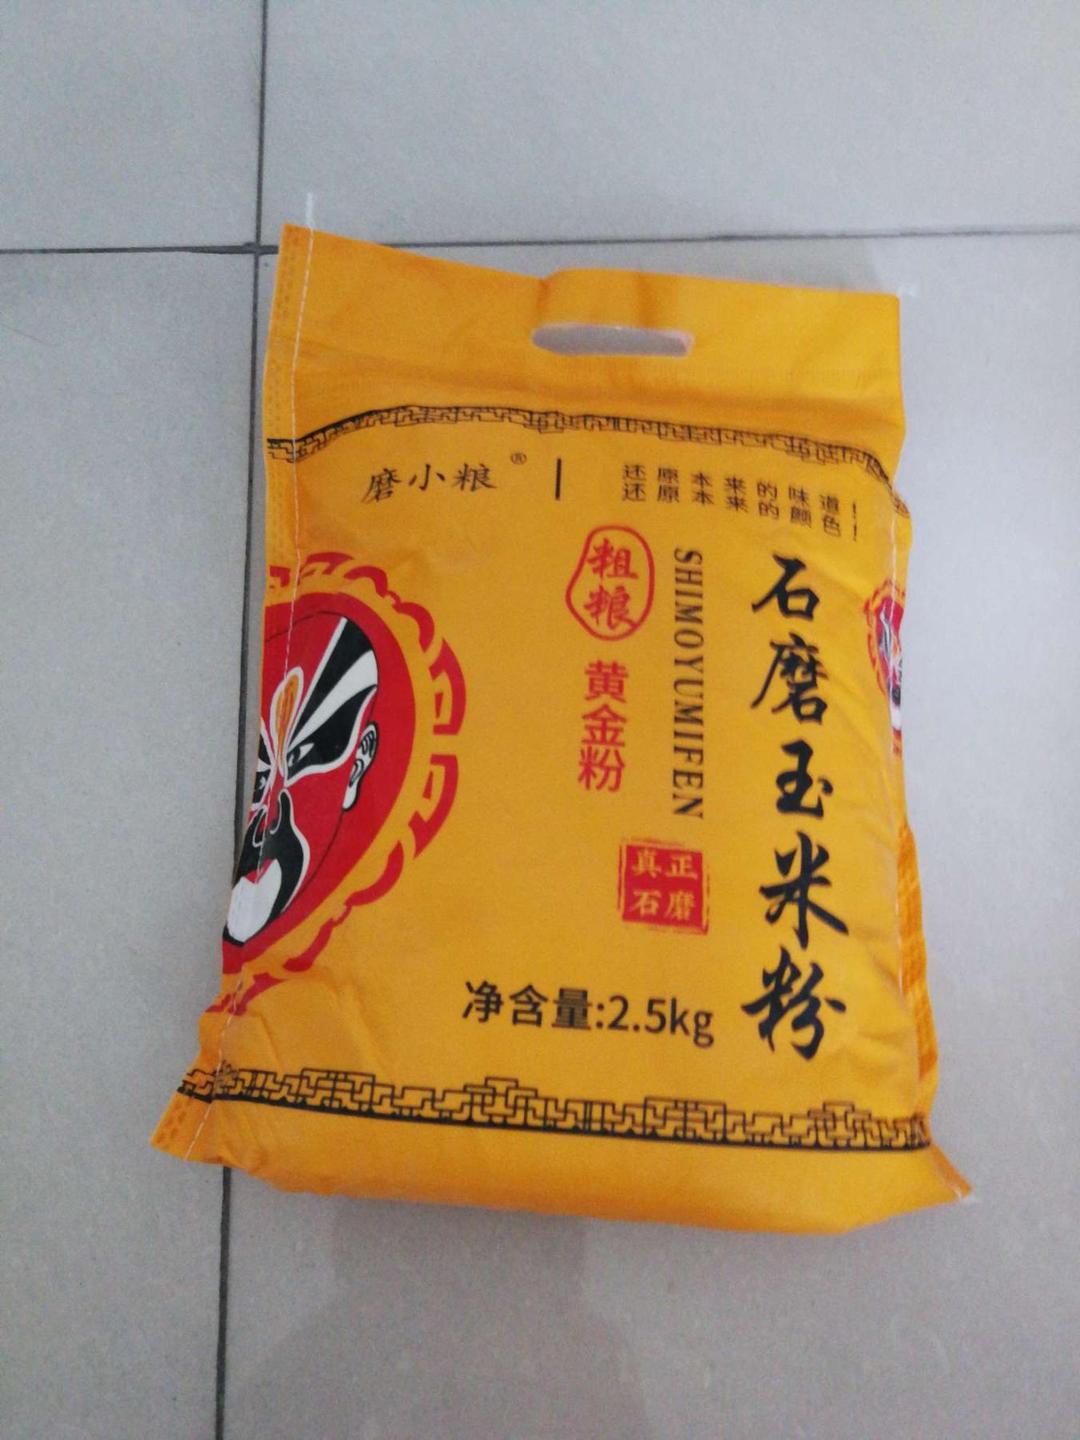 磨小粮®
还原本来的味道！
还原本来的颜色！
石磨玉米粉
SHIMOYUMIFEN
粗粮
黄金粉
真正
石磨
净含量:2.5kg